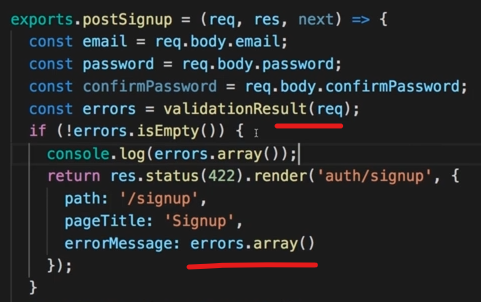 exports.postSignup = (req, res, next) => {
const email = req.body.email;
const password = req.body.password;
const confirmPassword = req.body.confirmPassword;
const errors = validationResult(req);
if (!errors.isEmpty()) {
console.log(errors.array());
return res.status(422).render('auth/signup', {
path: '/signup',
pageTitle: 'Signup',
errorMessage: errors.array()
});
}